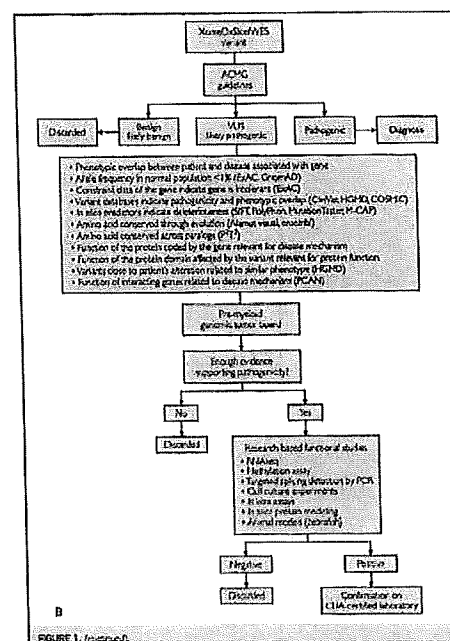 Variant
ACMG
guidelines
Discarded
Benign
likely benign
VUS
likely pathogenic
Pathogenic
Diagnosis
• Phenotypic overlap between patient and disease associated with gene
• Allele frequency in normal population <1% (ExAC, GnomAD)
• Constraint data of the gene indicate gene is intolerant (ExAC)
• Variant databases indicate pathogenicity and phenotypic overlap (ClinVar, HGMD, COSMIC)
• In silico predictors indicate deleteriousness (SIFT, PolyPhen, MutationTaster, M-CAP)
• Amino acid conserved through evolution (Alamut visual,
• Amino acid conserved across paralogs
• Function of the protein coded by the gene relevant for disease mechanism
• Function of the protein domain affected by the variant relevant for protein function
• Variants close to patient's alteration related to similar phenotype (HGMD)
• Function of interacting genes related to disease mechanism (PCAN)
Pre-myeloid
genomic tumor board
Enough evidence
supporting pathogenicity?
No
Yes
Discarded
Research based functional studies
• RNAseq
• Methylation assay
• Targeted splicing detection by PCR
• Cell culture experiments
• In vitro assays
• In silico protein modeling
• Animal models (Zebrafish)
Negative
Positive
Discarded
Confirmation on
CLIA-certified laboratory
B
FIGURE 1.